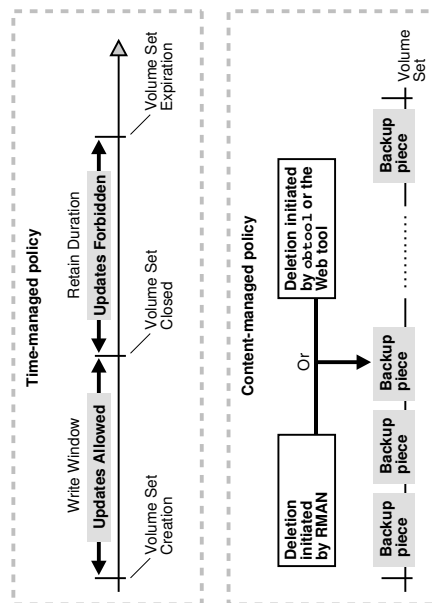 Time-managed policy
Write Window
Retain Duration
Updates Allowed
Updates Forbidden
Volume Set
Creation
Volume Set
Closed
Volume Set
Expiration
Content-managed policy
Deletion
initiated
by RMAN
Or
Deletion initiated
by obtool or the
Web tool
Backup
piece
Backup
piece
Backup
piece
Backup
piece
Volume
Set